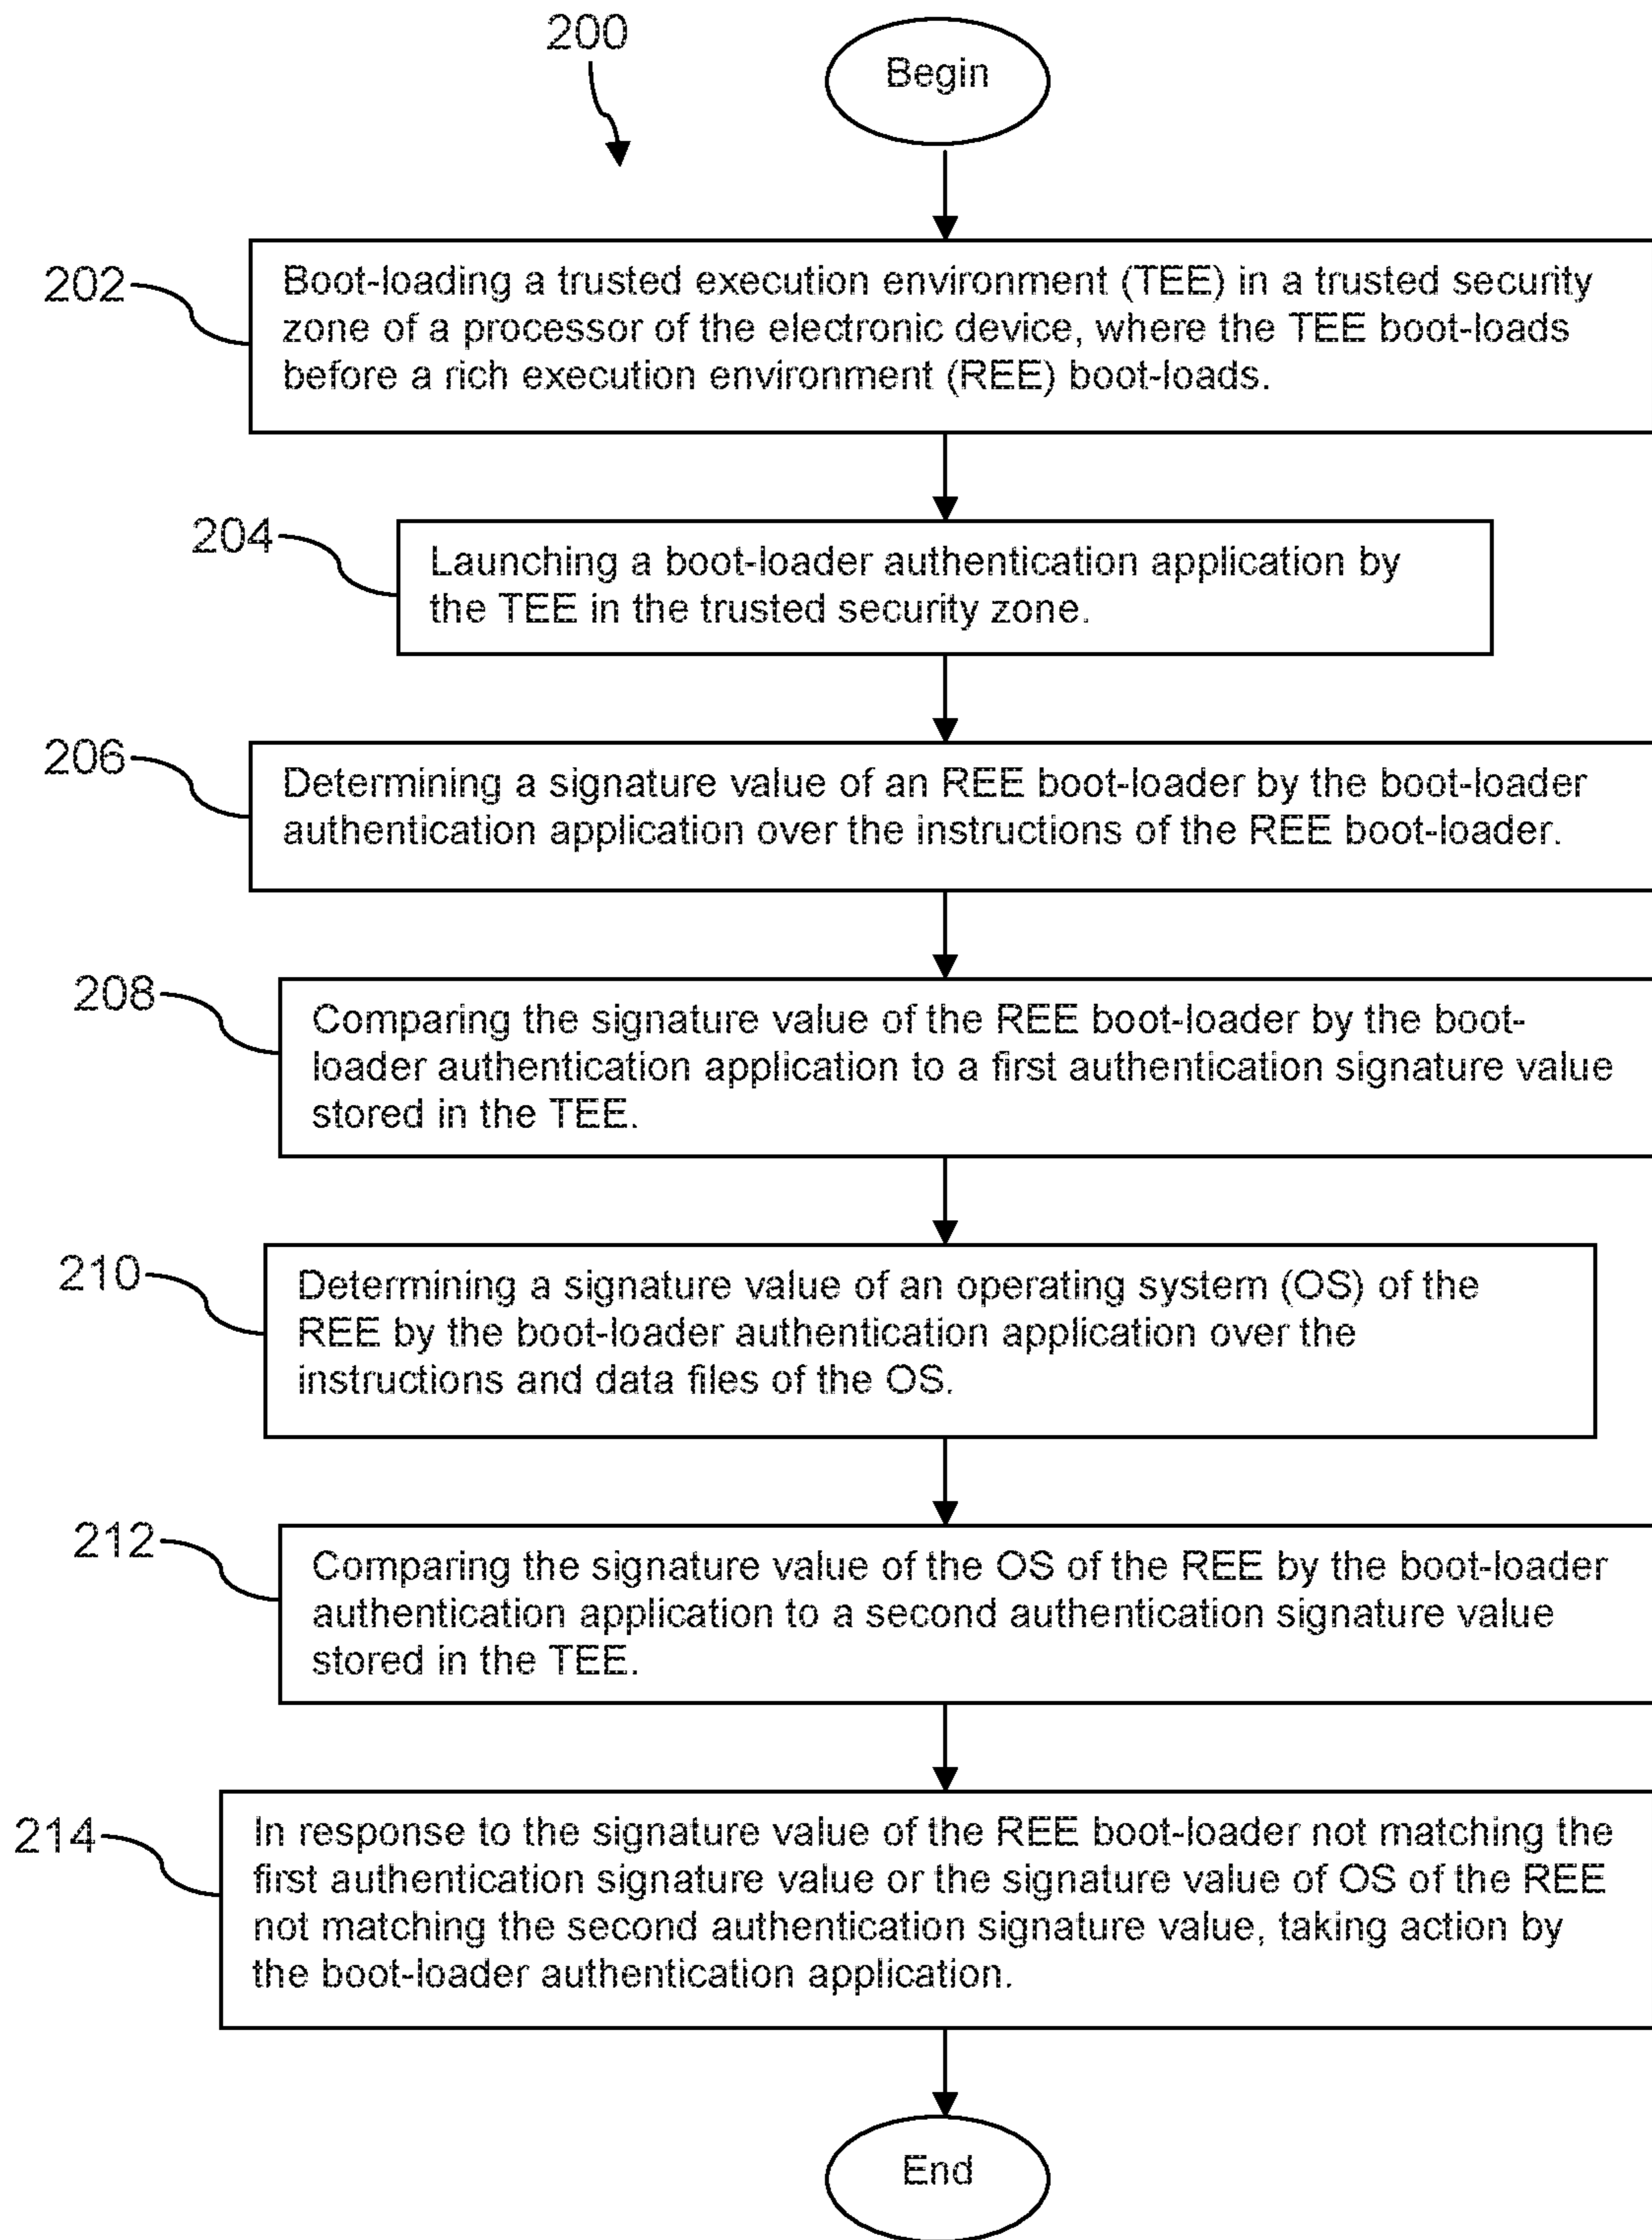 200
Begin
202
Boot-loading a trusted execution environment (TEE) in a trusted security
zone of a processor of the electronic device, where the TEE boot-loads
before a rich execution environment (REE) boot-loads.
204
Launching a boot-loader authentication application by
the TEE in the trusted security zone.
206
Determining a signature value of an REE boot-loader by the boot-loader
authentication application over the instructions of the REE boot-loader.
208
Comparing the signature value of the REE boot-loader by the boot-
loader authentication application to a first authentication signature value
stored in the TEE.
210
Determining a signature value of an operating system (OS) of the
REE by the boot-loader authentication application over the
instructions and data files of the OS.
212
Comparing the signature value of the OS of the REE by the boot-loader
authentication application to a second authentication signature value
stored in the TEE.
214
In response to the signature value of the REE boot-loader not matching the
first authentication signature value or the signature value of OS of the REE
not matching the second authentication signature value, taking action by
the boot-loader authentication application.
End